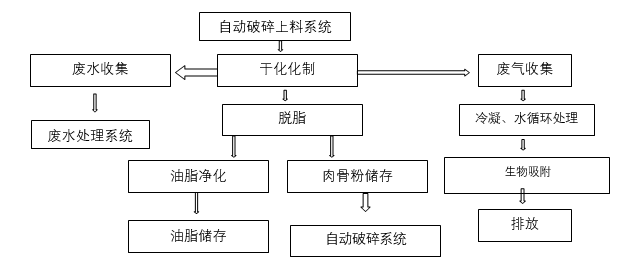 自动破碎上料系统
废水收集
干化化制
废气收集
废水处理系统
脱脂
冷凝、水循环处理
油脂净化
肉骨粉储存
生物吸附
油脂储存
自动破碎系统
排放